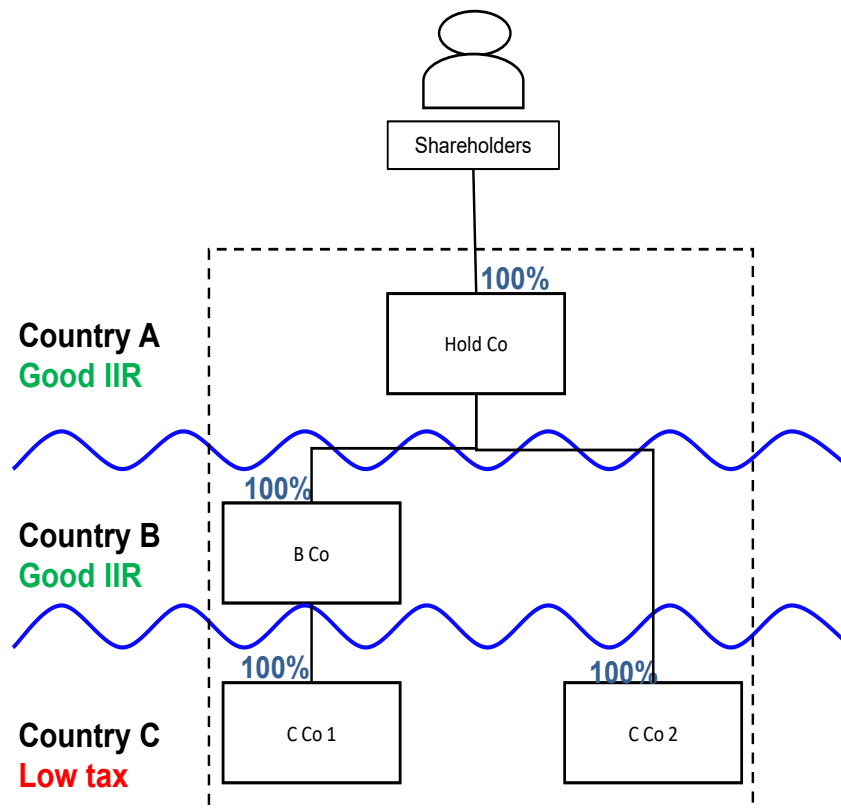 Shareholders
100%
Country A
Good IIR
Hold Co
100%
Country B
Good IIR
B Co
100%
100%
Country C
Low tax
C Co 1
C Co 2